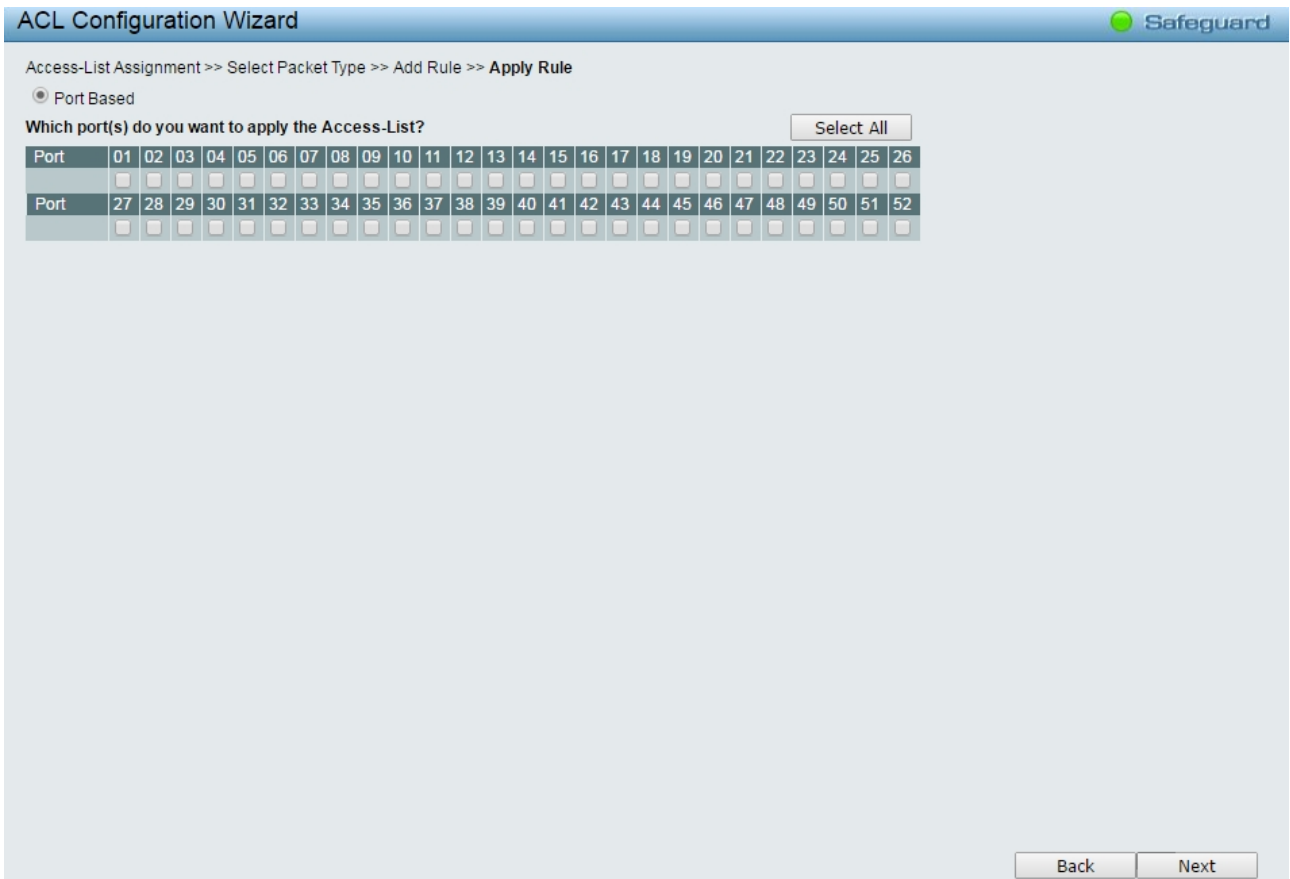 ACL Configuration Wizard
Safeguard
Access-List Assignment >> Select Packet Type >> Add Rule >> Apply Rule
Port Based
Which port(s) do you want to apply the Access-List?
Select All
Port 01 02 03 04 05 06 07 08 09 10 11 12 13 14 15 16 17 18 19 20 21 22 23 24 25 26
Port 27 28 29 30 31 32 33 34 35 36 37 38 39 40 41 42 43 44 45 46 47 48 49 50 51 52
Back
Next